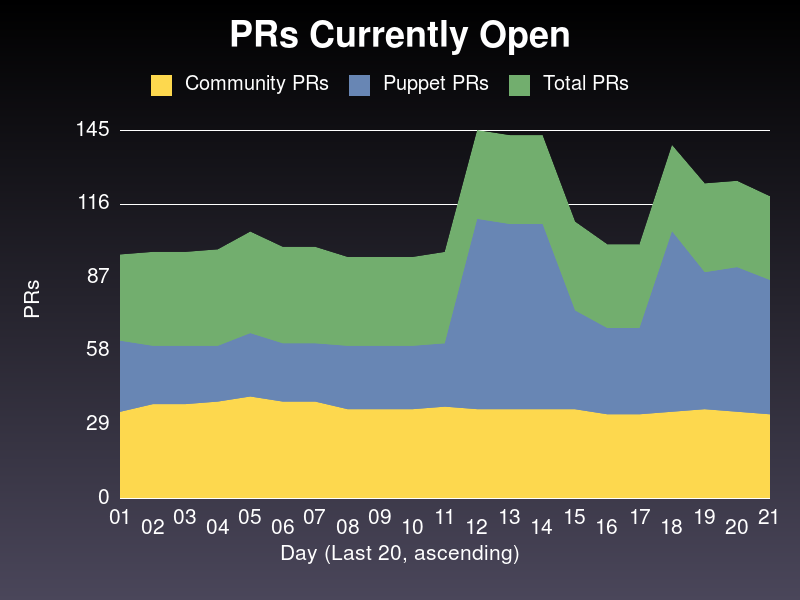 PRs Currently Open
Community PRs Puppet PRs Total PRs
145
116
87
58
29
0
PRs
01 02 03 04 05 06 07 08 09 10 11 12 13 14 15 16 17 18 19 20 21
Day (Last 20, ascending)